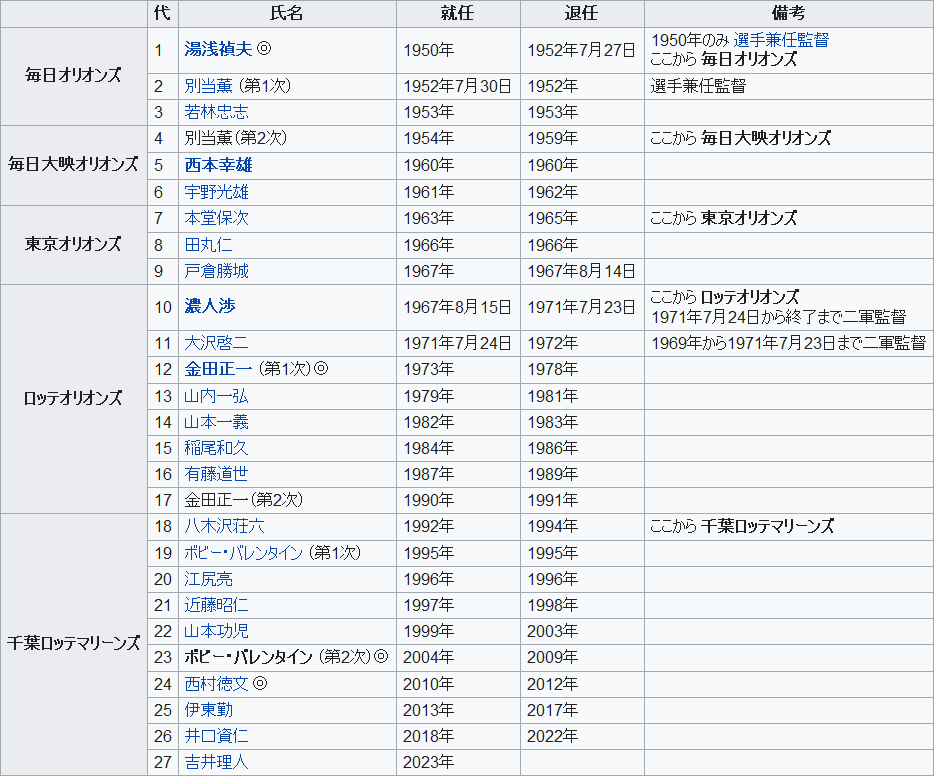 代 氏名 就任 退任 備考
毎日オリオンズ
1 湯浅禎夫 ◎ 1950年 1952年7月27日 1950年のみ 選手兼任監督
ここから 毎日オリオンズ
2 別当薫 (第1次) 1952年7月30日 1952年 選手兼任監督
3 若林忠志 1953年 1953年
毎日大映オリオンズ
4 別当薫(第2次) 1954年 1959年 ここから 毎日大映オリオンズ
5 西本幸雄 1960年 1960年
6 宇野光雄 1961年 1962年
東京オリオンズ
7 本堂保次 1963年 1965年 ここから 東京オリオンズ
8 田丸仁 1966年 1966年
9 戸倉勝城 1967年 1967年8月14日
ロッテオリオンズ
10 濃人渉 1967年8月15日 1971年7月23日 ここから ロッテオリオンズ
1971年7月24日から終了まで二軍監督
11 大沢啓二 1971年7月24日 1972年 1969年から1971年7月23日まで二軍監督
12 金田正一 (第1次)◎ 1973年 1978年
13 山内一弘 1979年 1981年
14 山本一義 1982年 1983年
15 稲尾和久 1984年 1986年
16 有藤道世 1987年 1989年
17 金田正一(第2次) 1990年 1991年
千葉ロッテマリーンズ
18 八木沢荘六 1992年 1994年 ここから 千葉ロッテマリーンズ
19 ボビー・バレンタイン (第1次) 1995年 1995年
20 江尻亮 1996年 1996年
21 近藤昭仁 1997年 1998年
22 山本功児 1999年 2003年
23 ボビー・バレンタイン (第2次)◎ 2004年 2009年
24 西村徳文 ◎ 2010年 2012年
25 伊東勤 2013年 2017年
26 井口資仁 2018年 2022年
27 吉井理人 2023年